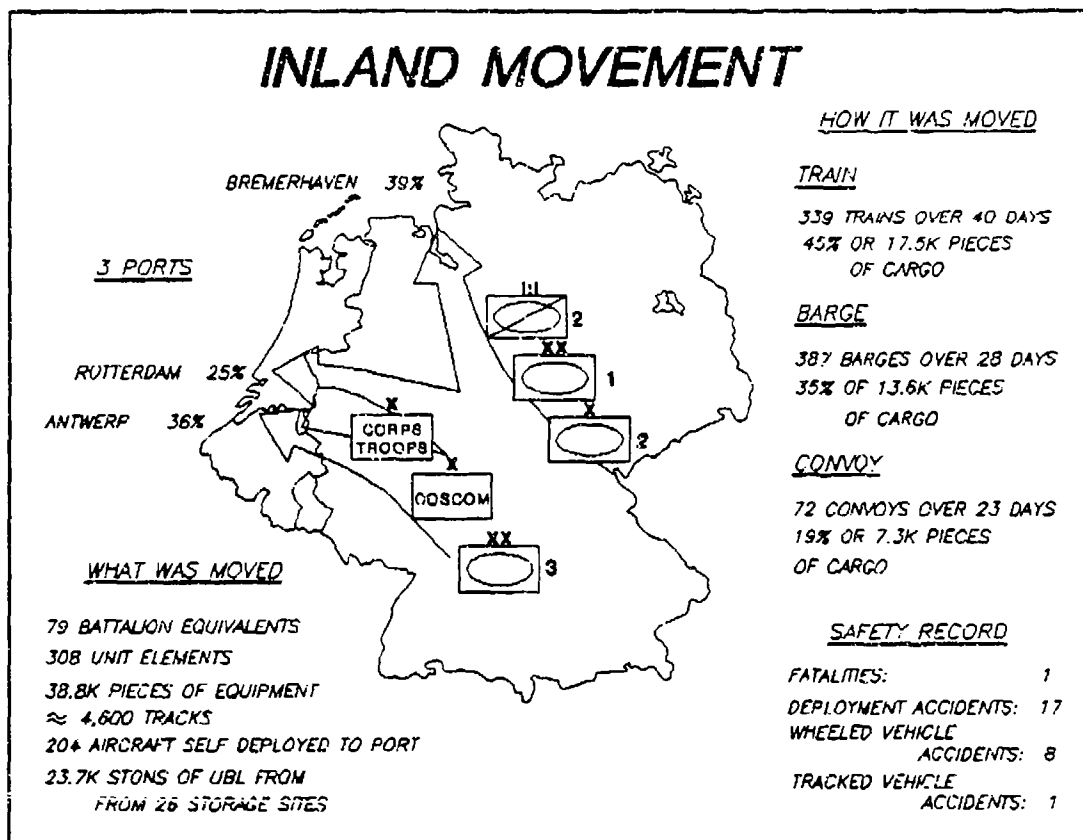 INLAND MOVEMENT
BREMERHAVEN 39%
3 PORTS
ROTTERDAM 25%
ANTWERP 36%
2
XX
1
X
2
X
CORPS
TROOPS
X
COSCOM
XX
3
WHAT WAS MOVED
79 BATTALION EQUIVALENTS
308 UNIT ELEMENTS
38.8K PIECES OF EQUIPMENT
≈ 4,600 TRACKS
204 AIRCRAFT SELF DEPLOYED TO PORT
23.7K STONS OF UBL FROM
FROM 26 STORAGE SITES
HOW IT WAS MOVED
TRAIN
339 TRAINS OVER 40 DAYS
45% OR 17.5K PIECES
OF CARGO
BARGE
387 BARGES OVER 28 DAYS
35% OF 13.6K PIECES
OF CARGO
CONVOY
72 CONVOYS OVER 23 DAYS
19% OR 7.3K PIECES
OF CARGO
SAFETY RECORD
FATALITIES: 1
DEPLOYMENT ACCIDENTS: 17
WHEELED VEHICLE
ACCIDENTS: 8
TRACKED VEHICLE
ACCIDENTS: 1